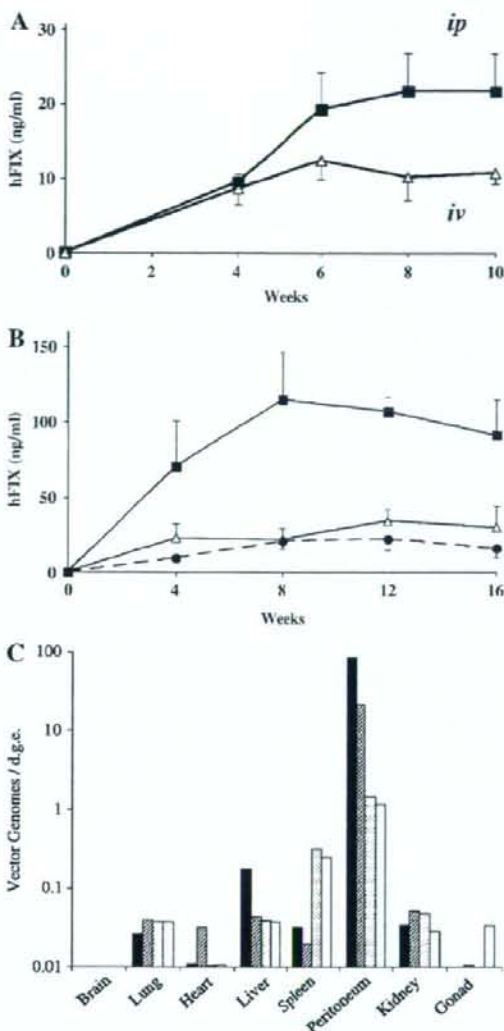 A
ip
iv
hFIX (ng/ml)
30
20
10
0
0 2 4 6 8 10
Weeks
B
hFIX (ng/ml)
150
100
50
0
0 4 8 12 16
Weeks
C
Vector Genomes / d.g.e.
100
10
1
0.1
0.01
Brain
Lung
Heart
Liver
Spleen
Peritoneum
Kidney
Gonad